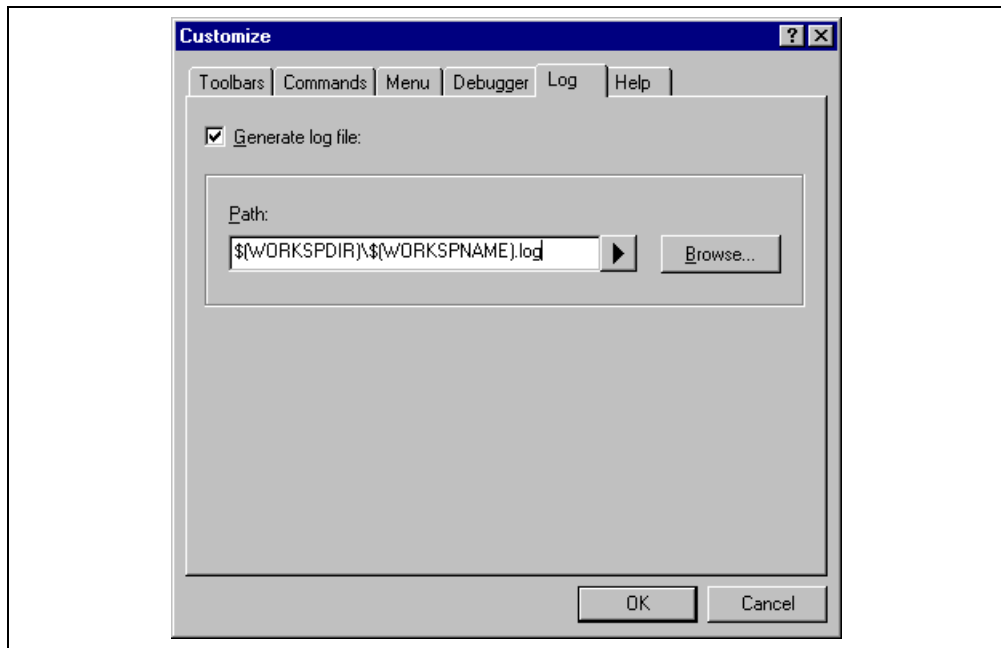 Customize
Toolbars Commands Menu Debugger Log Help
Generate log file:
Path:
$(WORKSPDIR)\$(WORKSPNAME).log
Browse...
OK Cancel